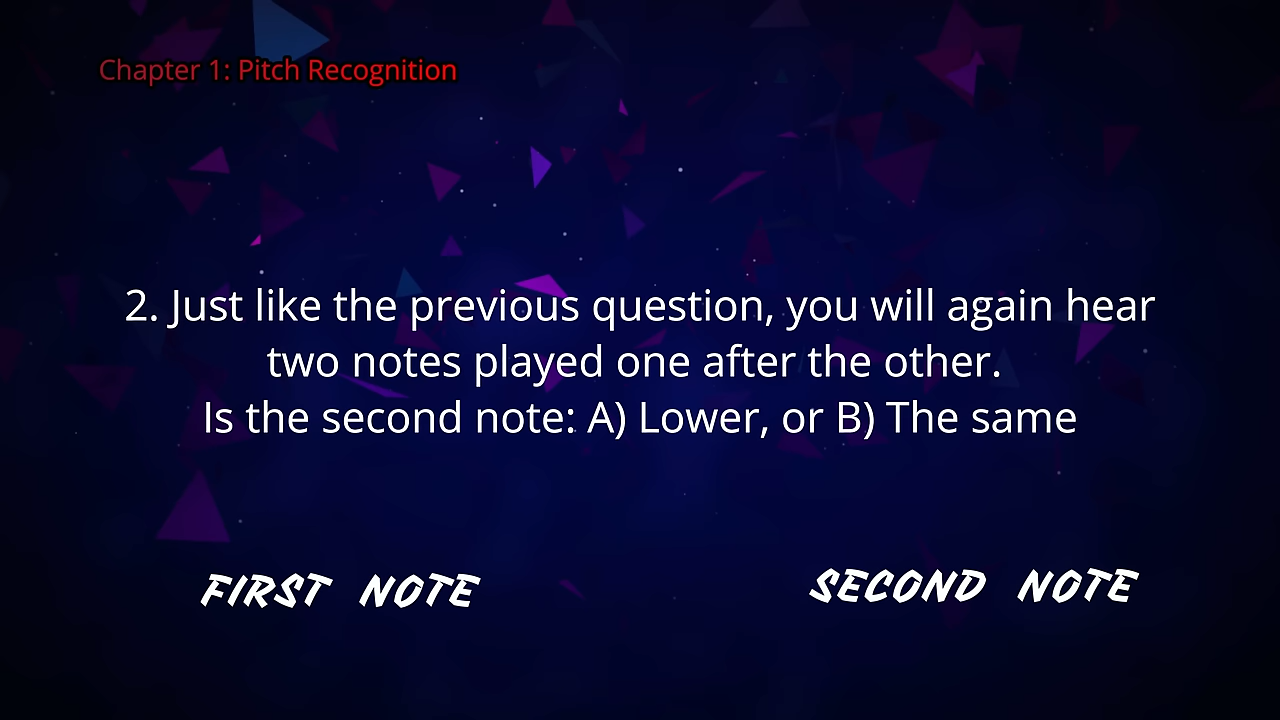 Chapter 1: Pitch Recognition
2. Just like the previous question, you will again hear
two notes played one after the other.
Is the second note: A) Lower, or B) The same
FIRST NOTE
SECOND NOTE